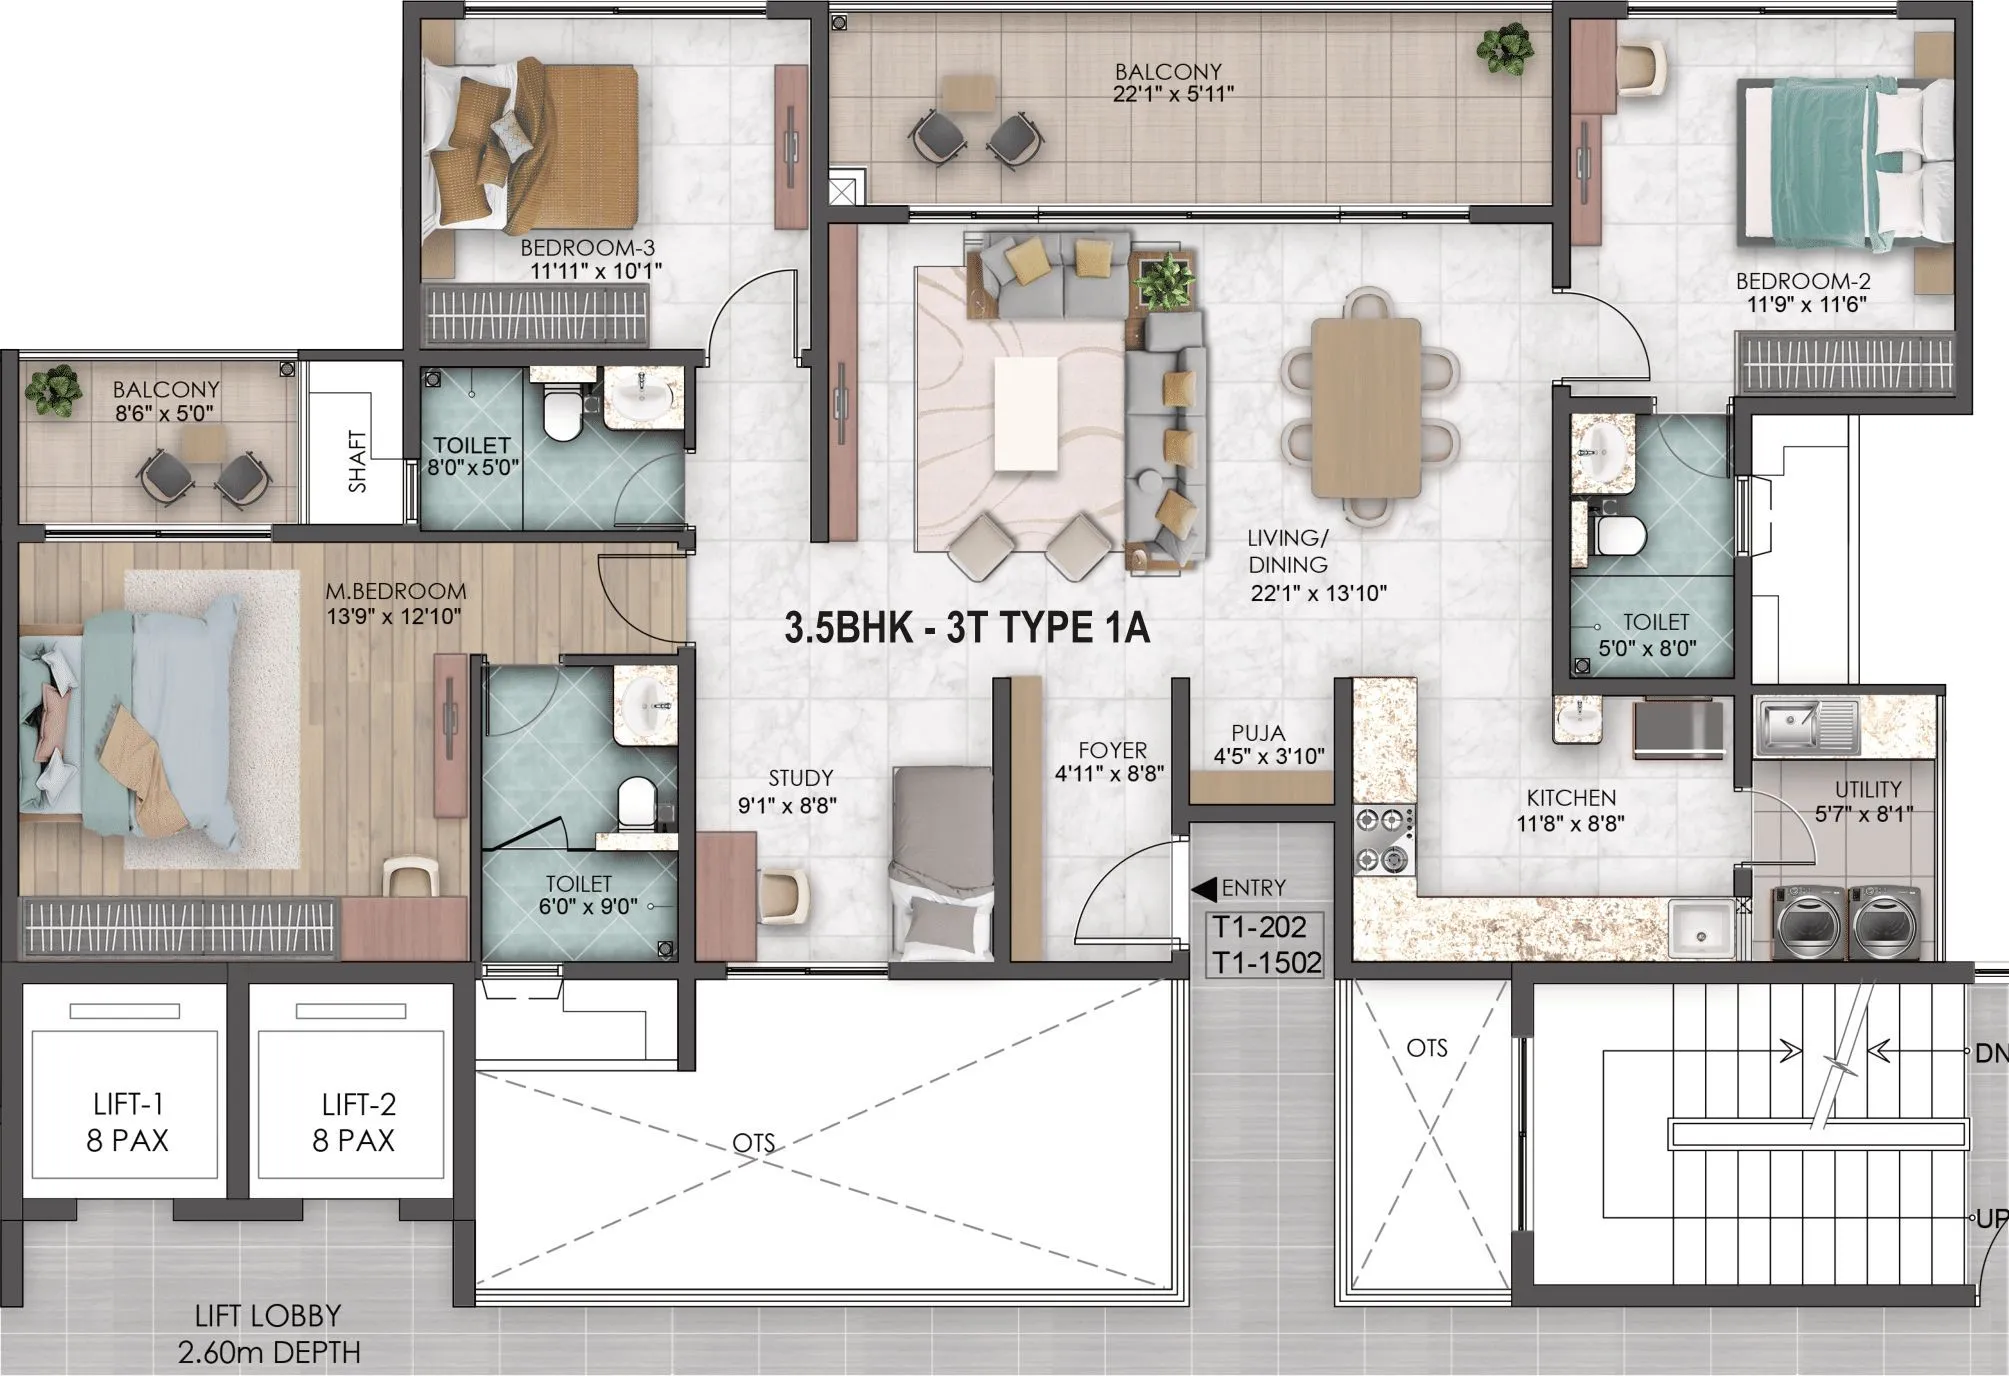 BALCONY
22'1" x 5'11"
BEDROOM-3
11'11" x 10'1"
BEDROOM-2
11'9" x 11'6"
BALCONY
8'6" x 5'0"
SHAFT
TOILET
8'0" x 5'0"
LIVING/
DINING
22'1" x 13'10"
M.BEDROOM
13'9" x 12'10"
3.5BHK - 3T TYPE 1A
TOILET
5'0" x 8'0"
STUDY
9'1" x 8'8"
FOYER
4'11" x 8'8"
PUJA
4'5" x 3'10"
KITCHEN
11'8" x 8'8"
UTILITY
5'7" x 8'1"
TOILET
6'0" x 9'0"
ENTRY
T1-202
T1-1502
LIFT-1
8 PAX
LIFT-2
8 PAX
OTS
OTS
DN
UP
LIFT LOBBY
2.60m DEPTH